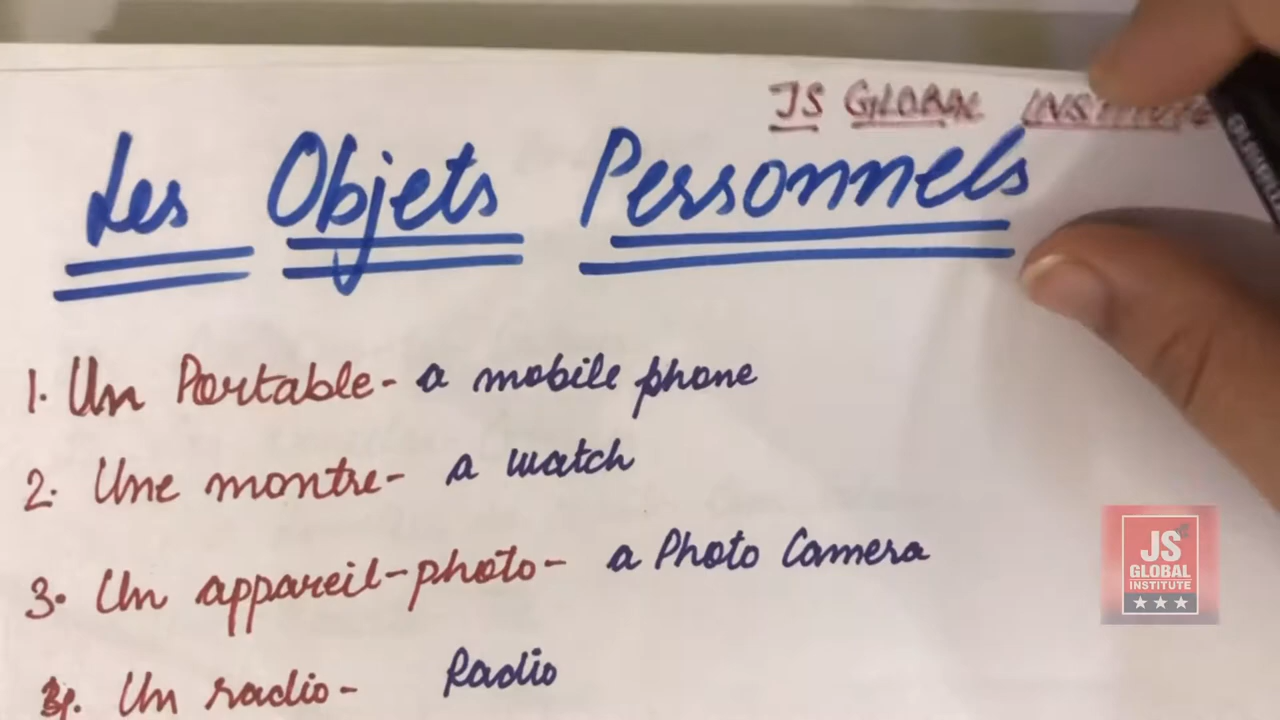 JS GLOBAL INSTITUTE
Les Objets Personnels
1. Un Portable- a mobile phone
2. Une montre- a watch
3. Un appareil-photo- a Photo Camera
Un radio- Radio
JS
GLOBAL
INSTITUTE